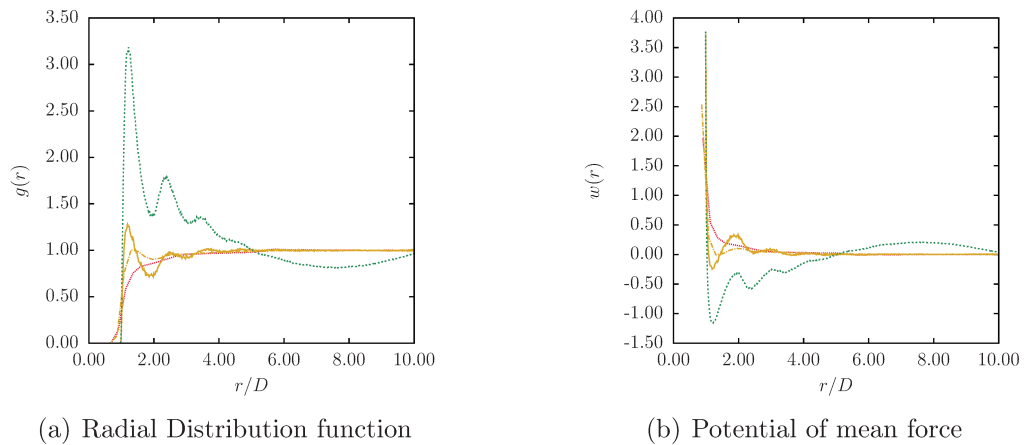 3.50
3.00
2.50
2.00
1.50
1.00
0.50
0.00
g(r)
0.00 2.00 4.00 6.00 8.00 10.00
r/D
(a) Radial Distribution function
4.00
3.50
3.00
2.50
2.00
1.50
1.00
0.50
0.00
-0.50
-1.00
-1.50
w(r)
0.00 2.00 4.00 6.00 8.00 10.00
r/D
(b) Potential of mean force